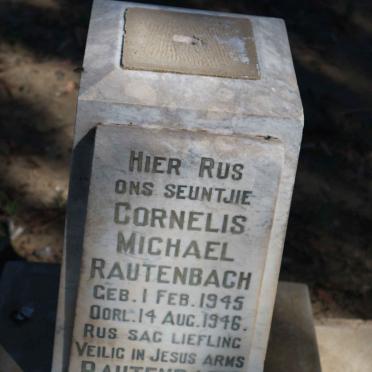 HIER RUS
ONS SEUNTJIE
CORNELIS
MICHAEL
RAUTENBACH
GEB. 1 FEB. 1945
OORL. 14 AUG. 1946.
RUS SAG LIEFLING
VEILIG IN JESUS ARMS